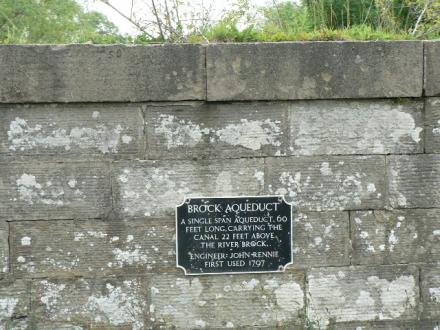 BROCK AQUEDUCT
A SINGLE SPAN AQUEDUCT, 60
FEET LONG, CARRYING THE
CANAL 22 FEET ABOVE
THE RIVER BROCK.
ENGINEER: JOHN RENNIE
FIRST USED 1797